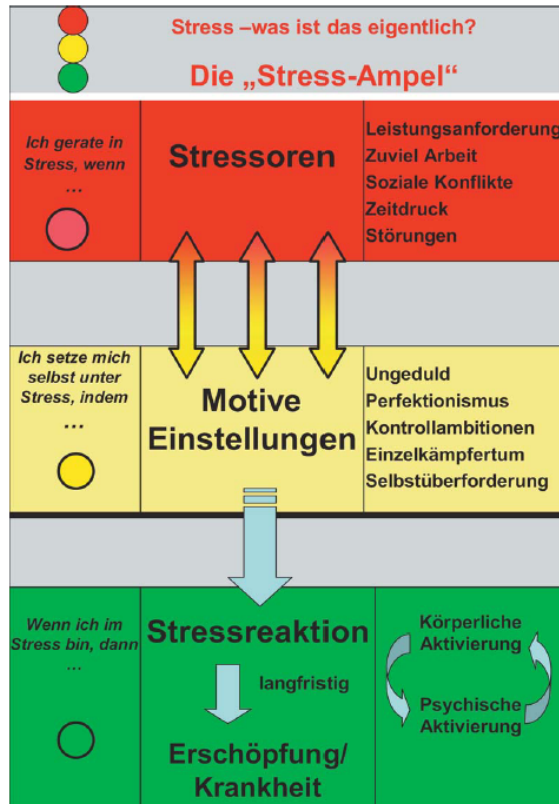 Stress –was ist das eigentlich?
Die „Stress-Ampel“
Ich gerate in
Stress, wenn
...
Stressoren
Leistungsanforderung
Zuviel Arbeit
Soziale Konflikte
Zeitdruck
Störungen
Ich setze mich
selbst unter
Stress, indem
...
Motive
Einstellungen
Ungeduld
Perfektionismus
Kontrollambitionen
Einzelkämpfertum
Selbstüberforderung
Wenn ich im
Stress bin, dann
...
Stressreaktion
langfristig
Erschöpfung/
Krankheit
Körperliche
Aktivierung
Psychische
Aktivierung